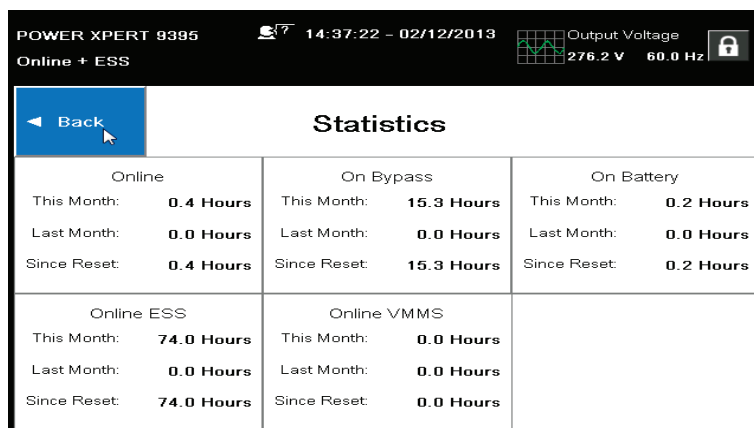 POWER XPERT 9395
? 14:37:22 - 02/12/2013
Output Voltage
Online + ESS
276.2 V 60.0 Hz
Back
Statistics
Online
This Month: 0.4 Hours
Last Month: 0.0 Hours
Since Reset: 0.4 Hours
On Bypass
This Month: 15.3 Hours
Last Month: 0.0 Hours
Since Reset: 15.3 Hours
On Battery
This Month: 0.2 Hours
Last Month: 0.0 Hours
Since Reset: 0.2 Hours
Online ESS
This Month: 74.0 Hours
Last Month: 0.0 Hours
Since Reset: 74.0 Hours
Online VMMS
This Month: 0.0 Hours
Last Month: 0.0 Hours
Since Reset: 0.0 Hours